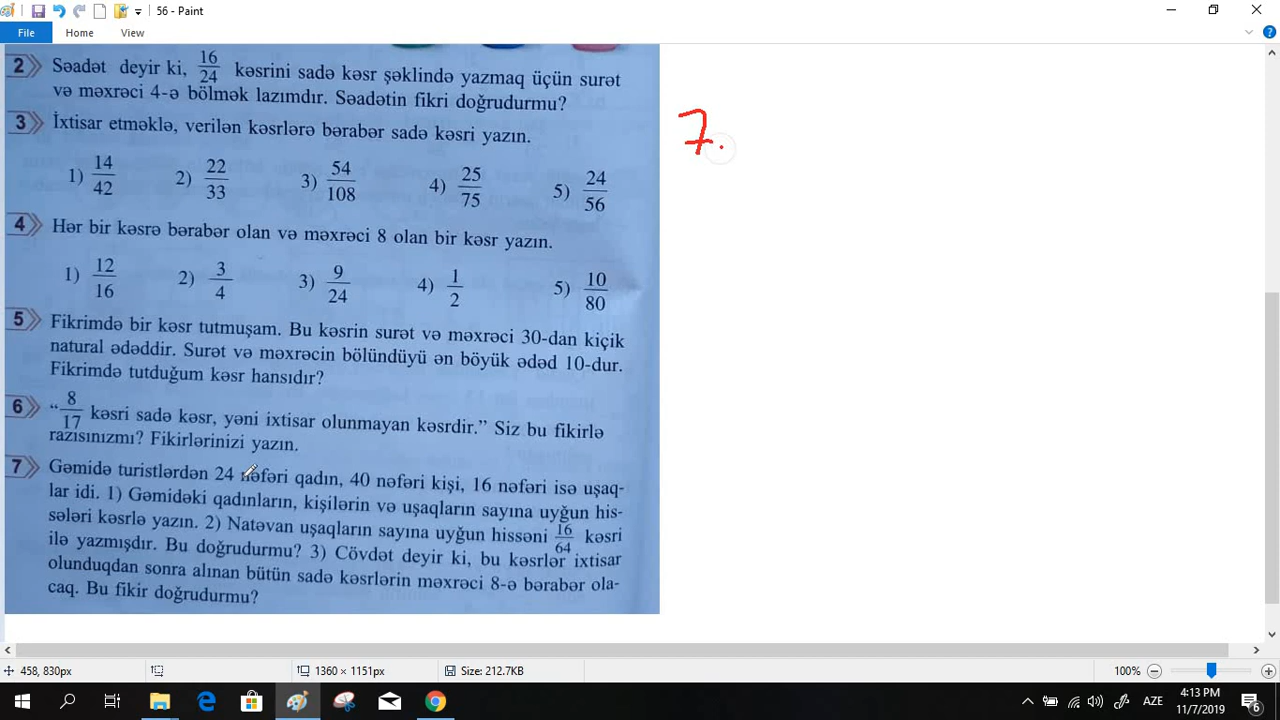 56 - Paint
File Home View
2 Səadət deyir ki, 16/24 kəsrini sadə kəsr şəklində yazmaq üçün surət
və məxrəci 4-ə bölmək lazımdır. Səadətin fikri doğrudurmu?
3 İxtisar etməklə, verilən kəsrlərə bərabər sadə kəsri yazın.
1) 14/42 2) 22/33 3) 54/108 4) 25/75 5) 24/56
4 Hər bir kəsrə bərabər olan və məxrəci 8 olan bir kəsr yazın.
1) 12/16 2) 3/4 3) 9/24 4) 1/2 5) 10/80
5 Fikrimdə bir kəsr tutmuşam. Bu kəsrin surət və məxrəci 30-dan kiçik
natural ədəddir. Surət və məxrəcin bölündüyü ən böyük ədəd 10-dur.
Fikrimdə tutduğum kəsr hansıdır?
6 “8/17 kəsri sadə kəsr, yəni ixtisar olunmayan kəsrdir.” Siz bu fikirlə
razısınızmı? Fikirlərinizi yazın.
7 Gəmidə turistlərdən 24 nəfəri qadın, 40 nəfəri kişi, 16 nəfəri isə uşaq-
lar idi. 1) Gəmidəki qadınların, kişilərin və uşaqların sayına uyğun his-
sələri kəsrlə yazın. 2) Natəvan uşaqların sayına uyğun hissəni 16/64 kəsri
ilə yazmışdır. Bu doğrudurmu? 3) Cövdət deyir ki, bu kəsrlər ixtisar
olunduqdan sonra alınan bütün sadə kəsrlərin məxrəci 8-ə bərabər ola-
caq. Bu fikir doğrudurmu?
7.
458, 830px 1360 × 1151px Size: 212.7KB 100%
AZE 4:13 PM
11/7/2019 6